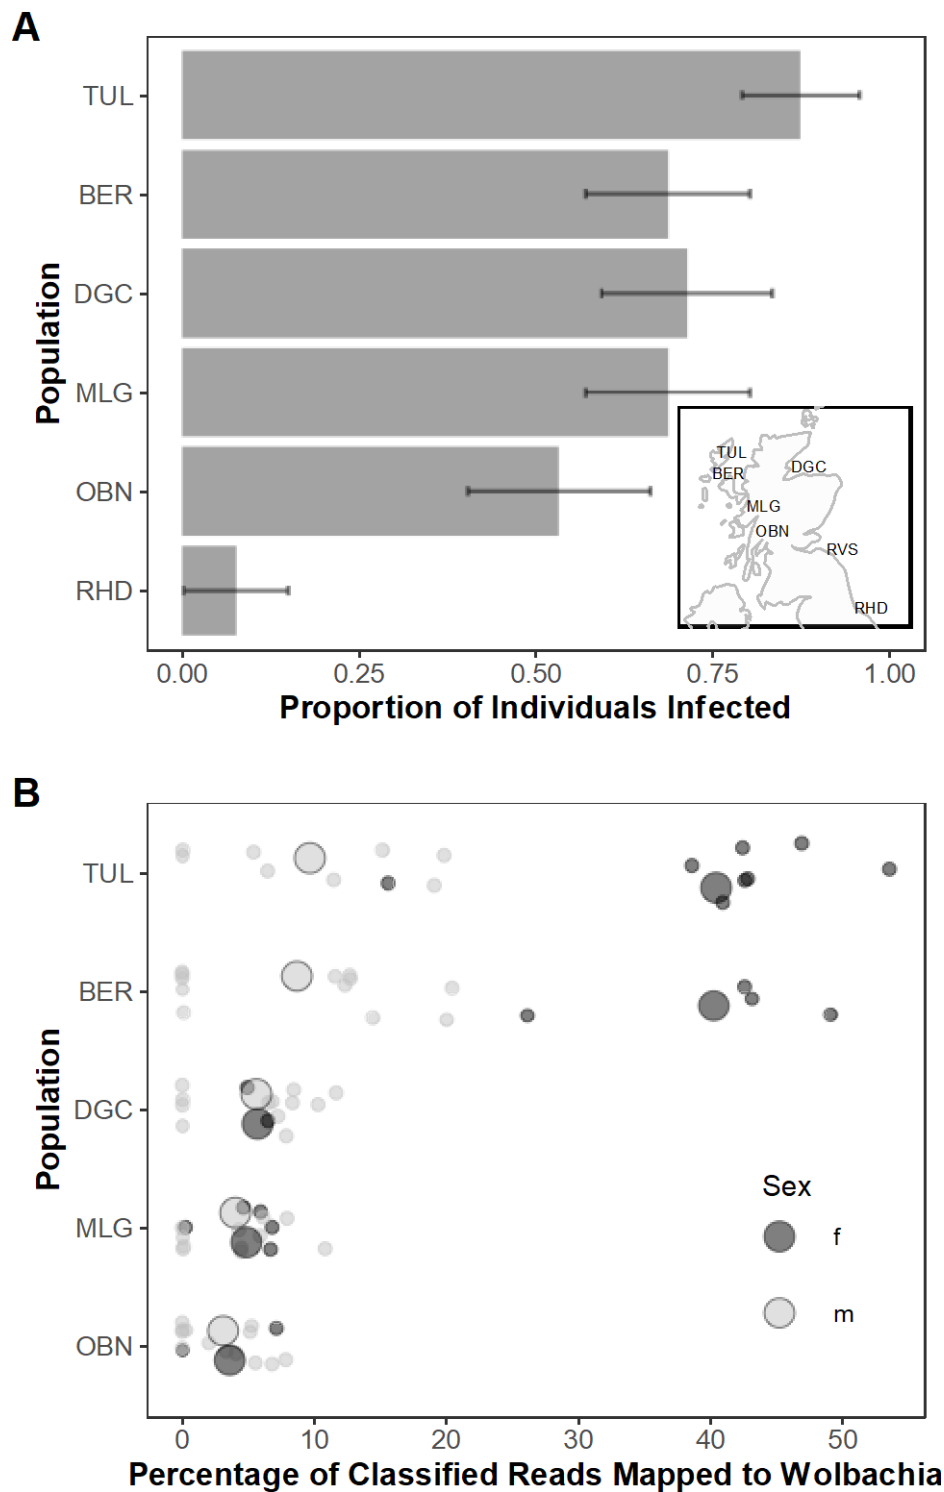 A
TUL
BER
DGC
MLG
OBN
RHD
Population
TUL
BER
DGC
MLG
OBN
RVS
RHD
0.00 0.25 0.50 0.75 1.00
Proportion of Individuals Infected
B
TUL
BER
DGC
MLG
OBN
Population
Sex
f
m
0 10 20 30 40 50
Percentage of Classified Reads Mapped to Wolbachia